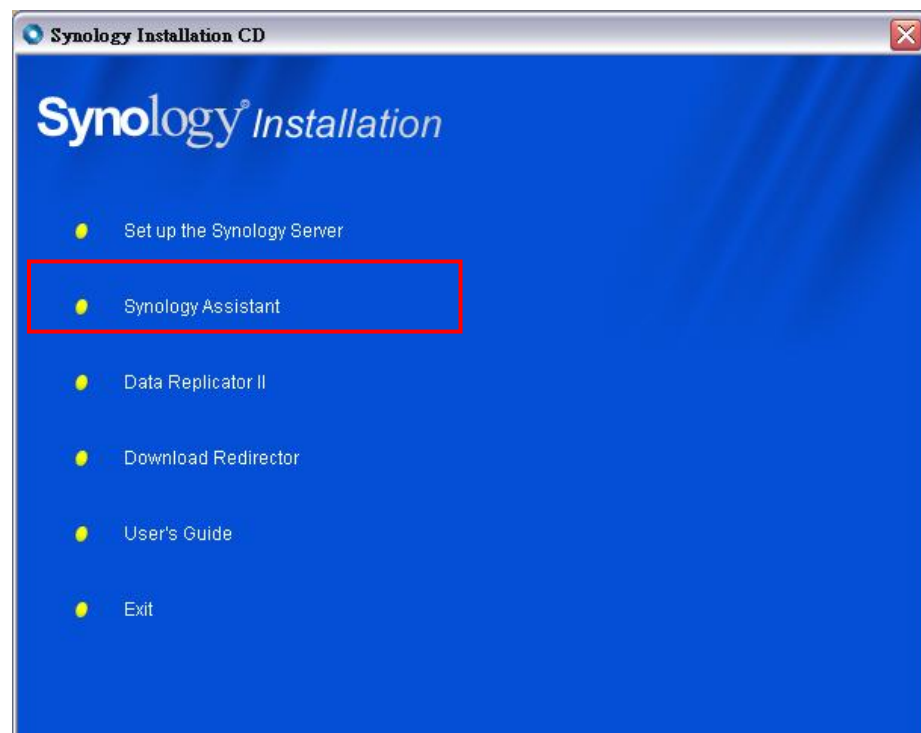 Synology Installation CD
Synology® Installation
Set up the Synology Server
Synology Assistant
Data Replicator II
Download Redirector
User's Guide
Exit